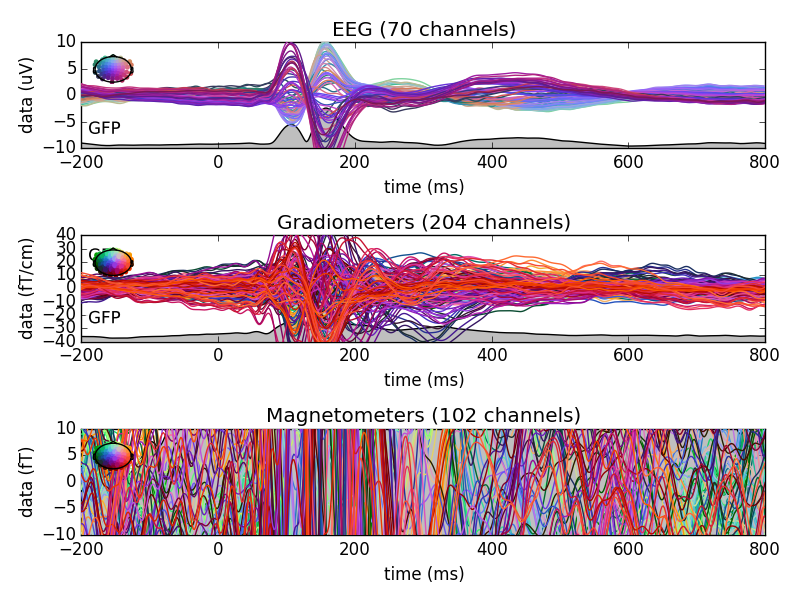 EEG (70 channels)
data (uV)
10
5
0
−5
−10
GFP
−200 0 200 400 600 800
time (ms)
Gradiometers (204 channels)
data (fT/cm)
40
30
20
10
0
−10
−20
−30
−40
GFP
−200 0 200 400 600 800
time (ms)
Magnetometers (102 channels)
data (fT)
10
5
0
−5
−10
−200 0 200 400 600 800
time (ms)